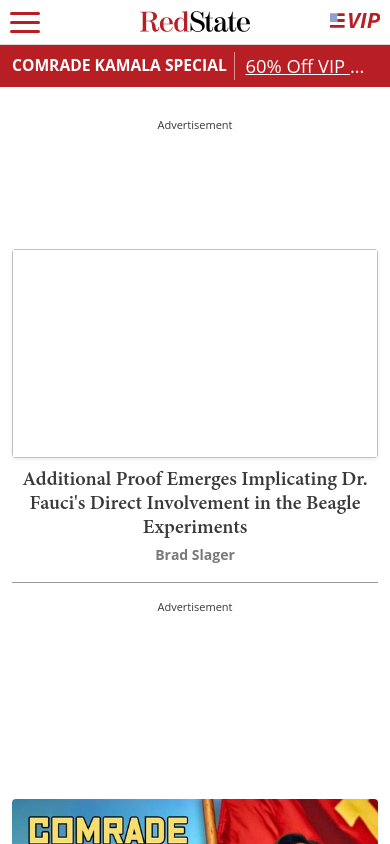 RedState
VIP
COMRADE KAMALA SPECIAL
60% Off VIP ...
Advertisement
Additional Proof Emerges Implicating Dr.
Fauci's Direct Involvement in the Beagle
Experiments
Brad Slager
Advertisement
COMRADE